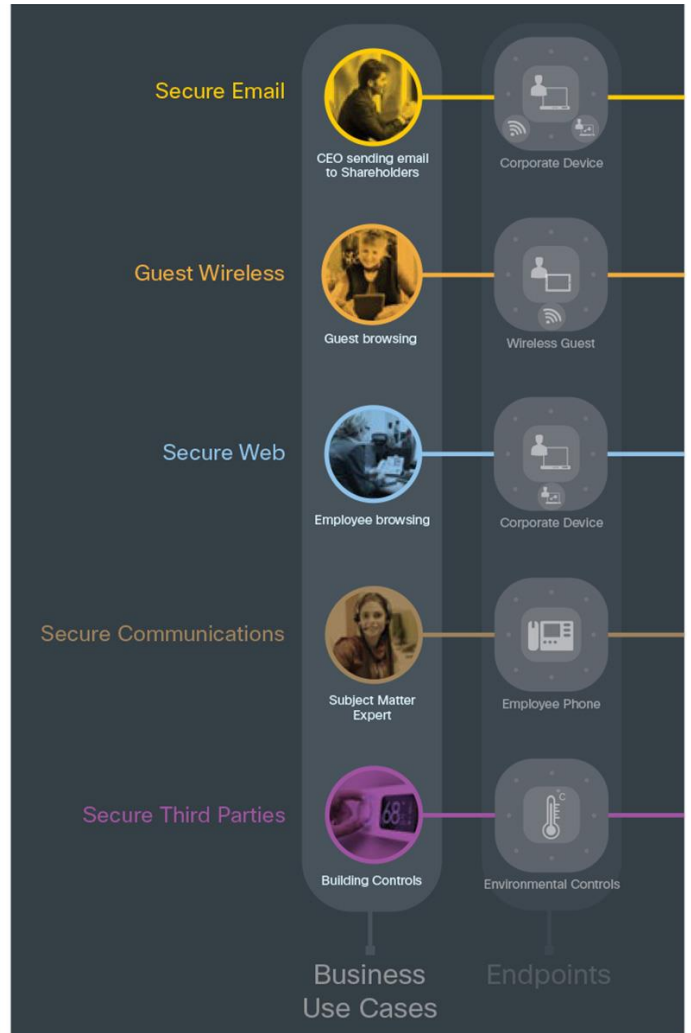 Secure Email
CEO sending email
to Shareholders
Corporate Device
Guest Wireless
Guest browsing
Wireless Guest
Secure Web
Employee browsing
Corporate Device
Secure Communications
Subject Matter
Expert
Employee Phone
Secure Third Parties
68
°C
Building Controls
Environmental Controls
Business
Use Cases
Endpoints